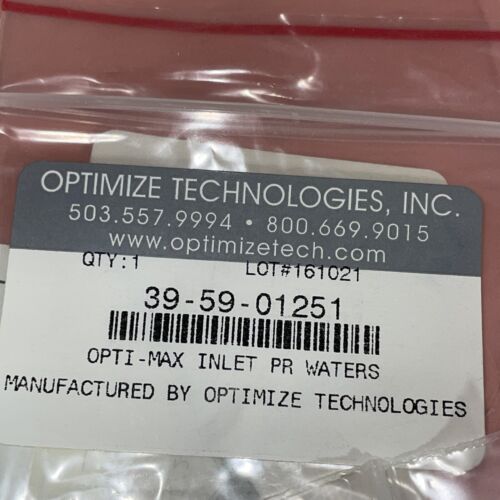 OPTIMIZE TECHNOLOGIES, INC.
503.557.9994 • 800.669.9015
www.optimizetech.com
QTY:1 LOT#161021
39-59-01251
OPTI-MAX INLET PR WATERS
MANUFACTURED BY OPTIMIZE TECHNOLOGIES